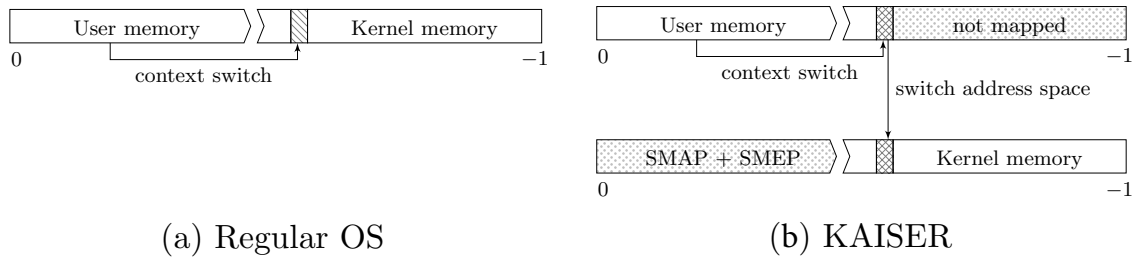 User memory
Kernel memory
0
context switch
−1
(a) Regular OS
User memory
not mapped
0
context switch
−1
switch address space
SMAP + SMEP
Kernel memory
0
−1
(b) KAISER